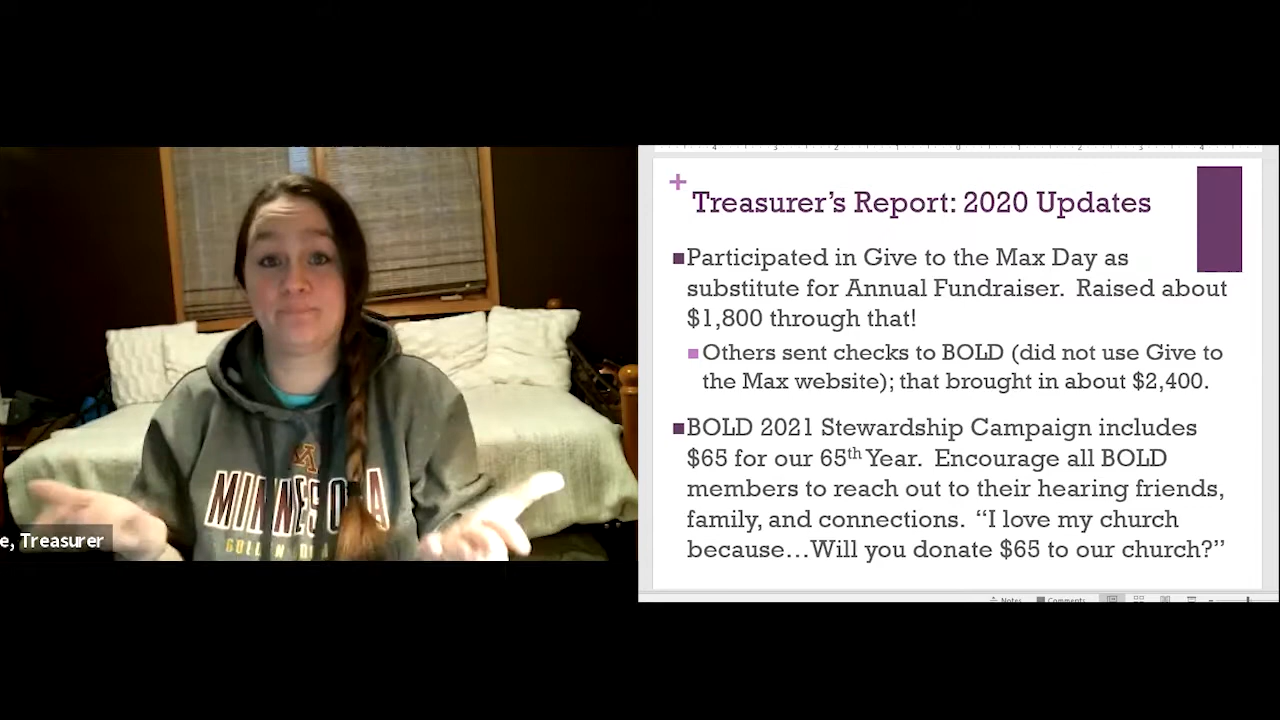 MINNESOTA
e, Treasurer
+
Treasurer's Report: 2020 Updates
Participated in Give to the Max Day as
substitute for Annual Fundraiser. Raised about
$1,800 through that!
Others sent checks to BOLD (did not use Give to
the Max website); that brought in about $2,400.
BOLD 2021 Stewardship Campaign includes
$65 for our 65th Year. Encourage all BOLD
members to reach out to their hearing friends,
family, and connections. "I love my church
because…Will you donate $65 to our church?"
Notes Comments